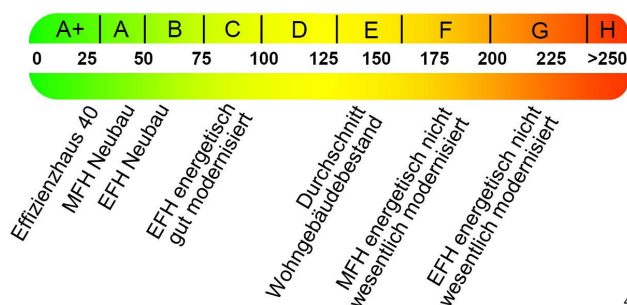 A+ A B C D E F G H
0 25 50 75 100 125 150 175 200 225 >250
Effizienzhaus 40
MFH Neubau
EFH Neubau
EFH energetisch
gut modernisiert
Durchschnitt
Wohngebäudebestand
MFH energetisch nicht
wesentlich modernisiert
EFH energetisch nicht
wesentlich modernisiert